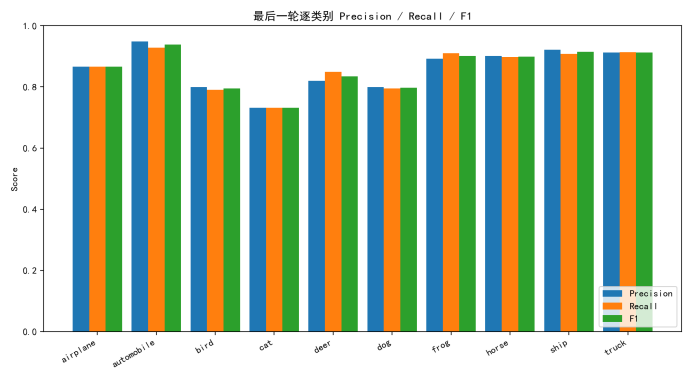 最后一轮逐类别 Precision / Recall / F1
Score
1.0
0.8
0.6
0.4
0.2
0.0
airplane
automobile
bird
cat
deer
dog
frog
horse
ship
truck
Precision
Recall
F1